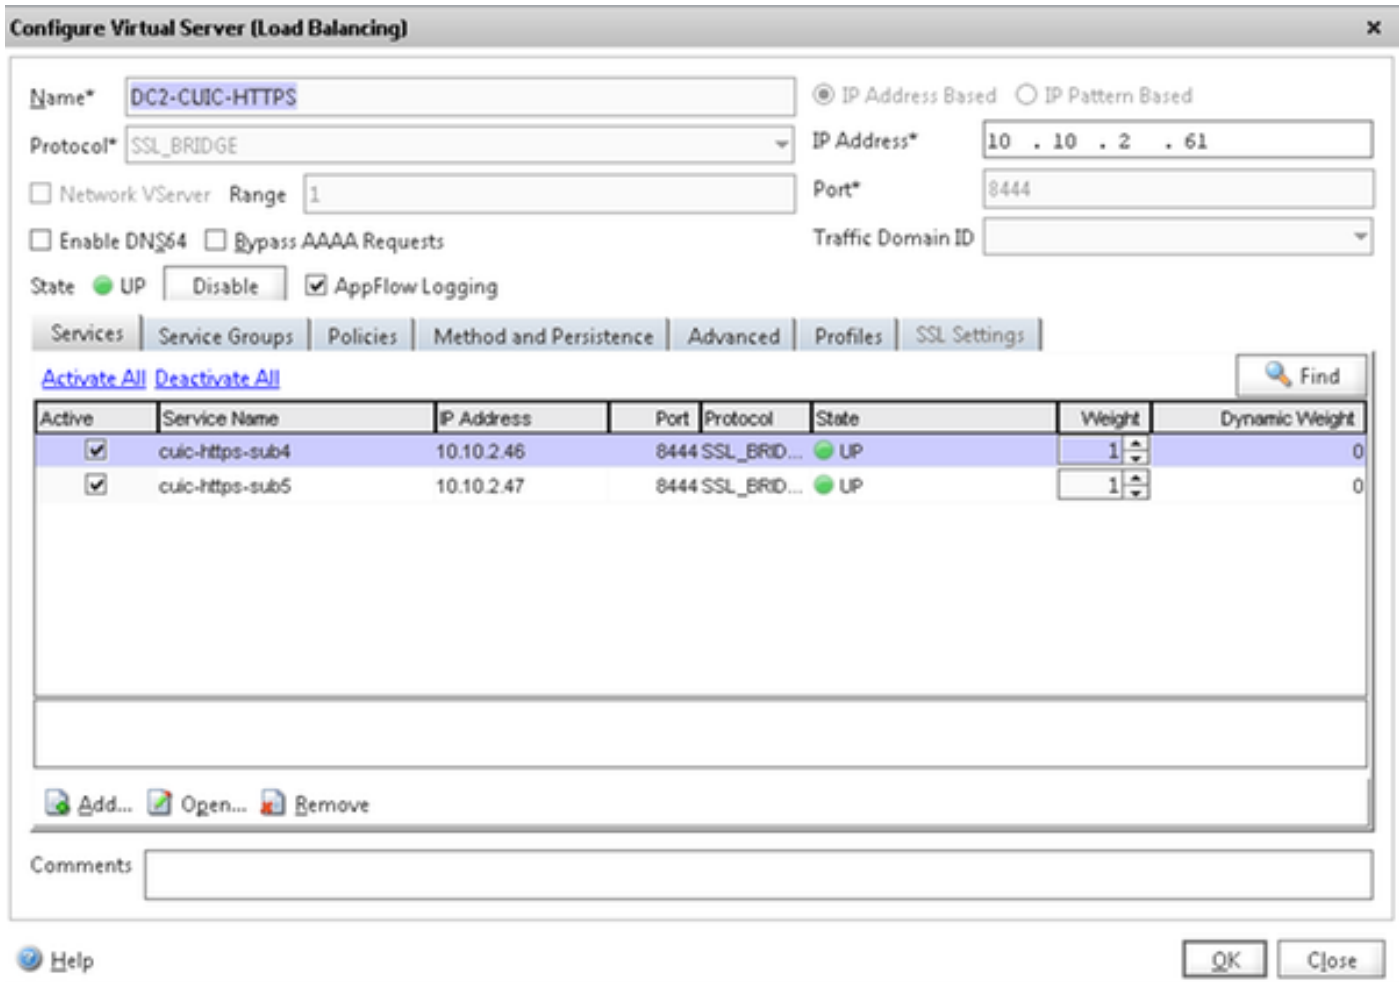 Configure Virtual Server (Load Balancing) ×
Name* DC2-CUIC-HTTPS IP Address Based IP Pattern Based
Protocol* SSL_BRIDGE IP Address* 10 . 10 . 2 . 61
Network VServer Range 1 Port* 8444
Enable DNS64 Bypass AAAA Requests Traffic Domain ID
State UP Disable AppFlow Logging
Services Service Groups Policies Method and Persistence Advanced Profiles SSL Settings
Activate All Deactivate All Find
Active Service Name IP Address Port Protocol State Weight Dynamic Weight
cuic-https-sub4 10.10.2.46 8444 SSL_BRID... UP 1 0
cuic-https-sub5 10.10.2.47 8444 SSL_BRID... UP 1 0
Add... Open... Remove
Comments
Help OK Close